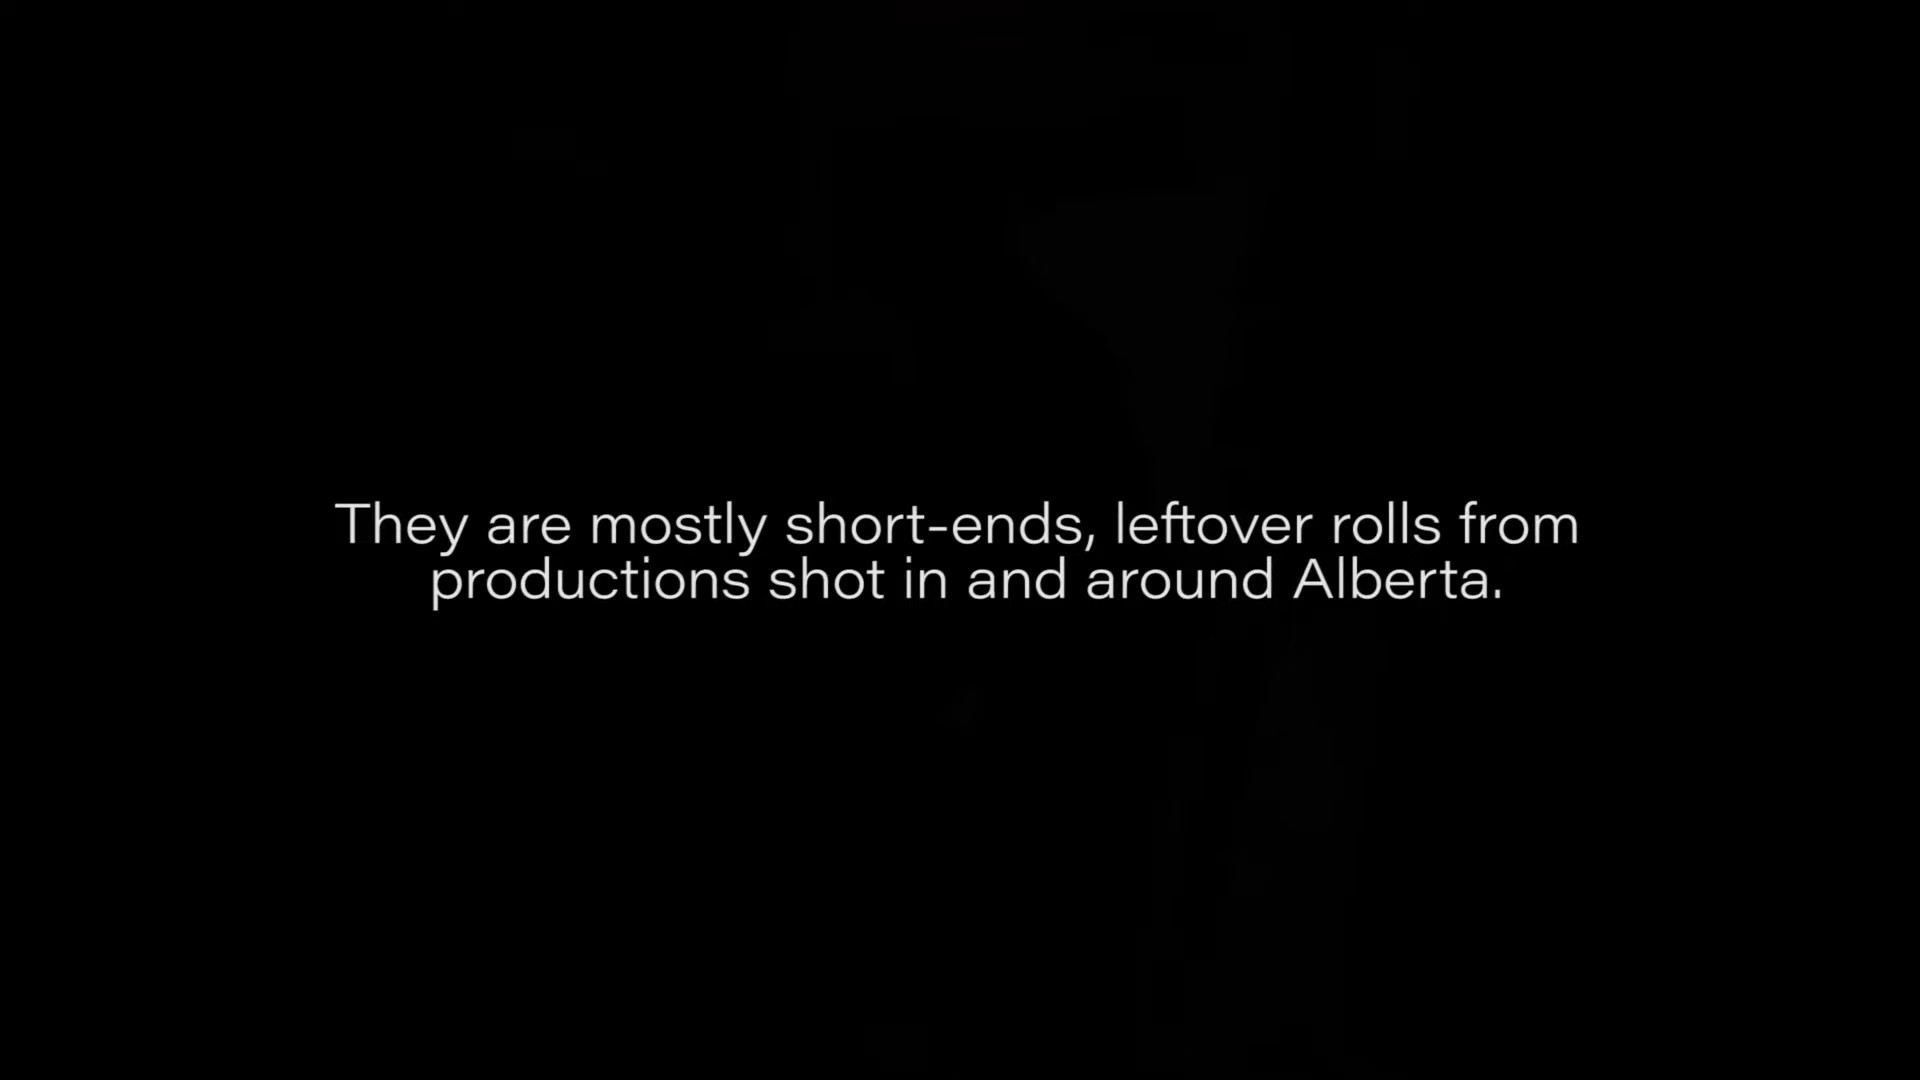 They are mostly short-ends, leftover rolls from
productions shot in and around Alberta.